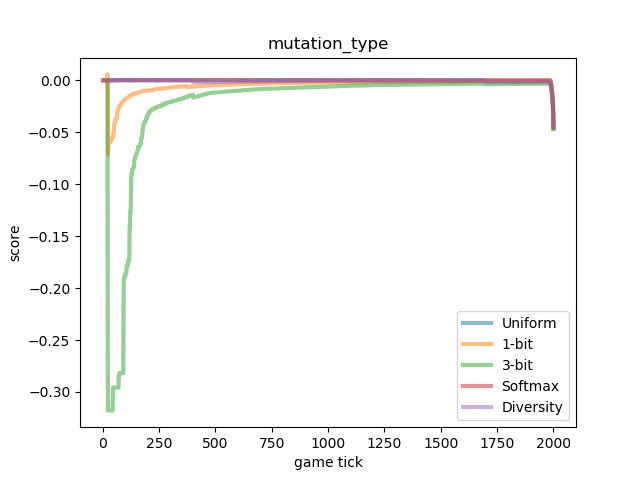 mutation_type
0.00
−0.05
−0.10
−0.15
−0.20
−0.25
−0.30
score
0
250
500
750
1000
1250
1500
1750
2000
game tick
Uniform
1-bit
3-bit
Softmax
Diversity